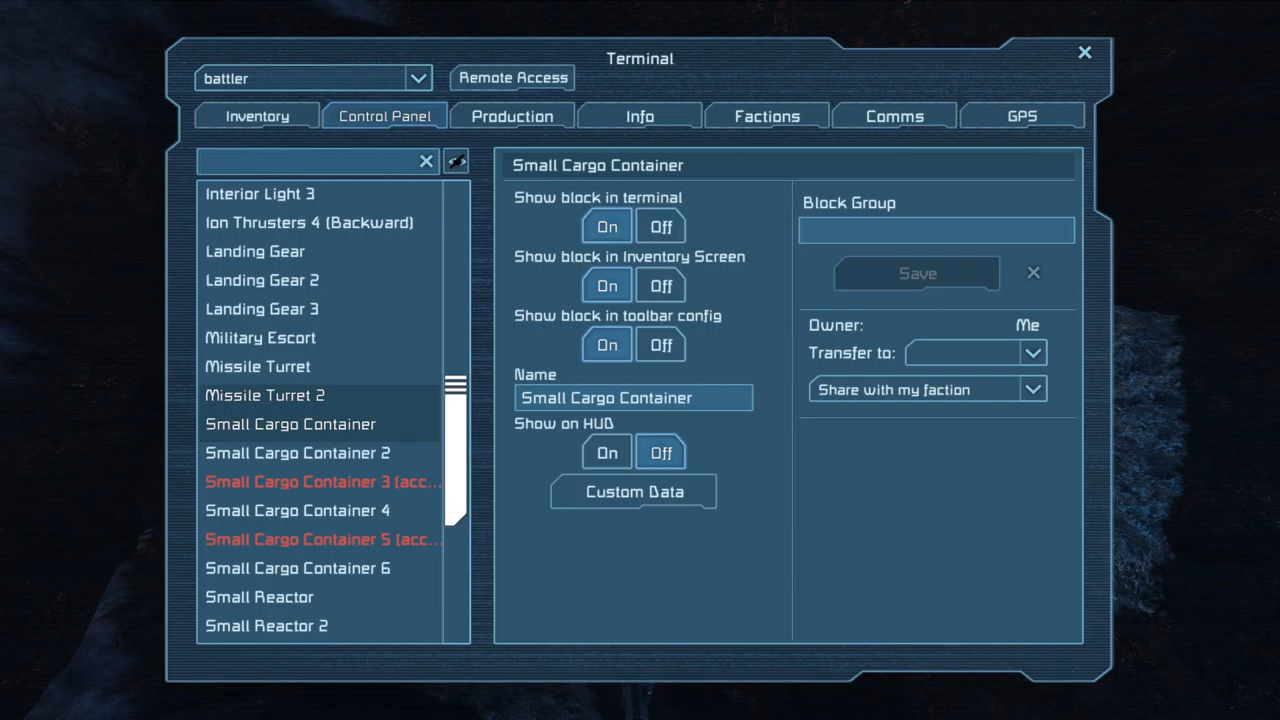 Terminal
battler
Remote Access
Inventory
Control Panel
Production
Info
Factions
Comms
GPS
Interior Light 3
Ion Thrusters 4 (Backward)
Landing Gear
Landing Gear 2
Landing Gear 3
Military Escort
Missile Turret
Missile Turret 2
Small Cargo Container
Small Cargo Container 2
Small Cargo Container 3 (acc...
Small Cargo Container 4
Small Cargo Container 5 (acc...
Small Cargo Container 6
Small Reactor
Small Reactor 2
Small Cargo Container
Show block in terminal
On Off
Show block in Inventory Screen
On Off
Show block in toolbar config
On Off
Name
Small Cargo Container
Show on HUD
On Off
Custom Data
Block Group
Save
Owner: Me
Transfer to:
Share with my faction